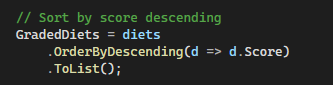 // Sort by score descending
GradedDiets = diets
    .OrderByDescending(d => d.Score)
    .ToList();